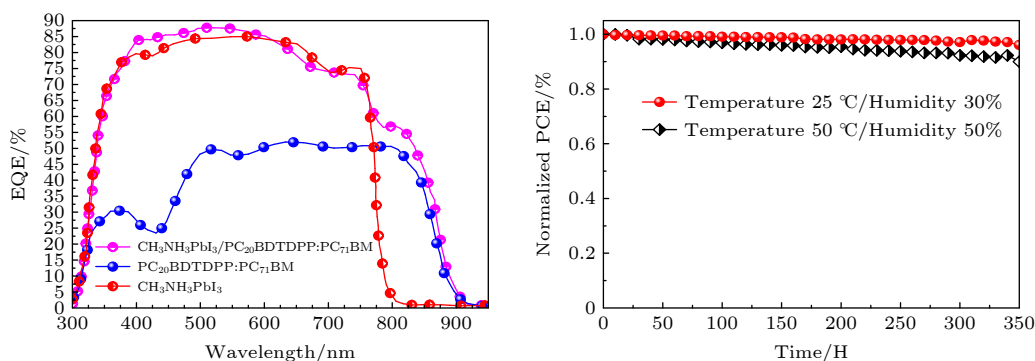 90
85
80
75
70
65
60
55
50
45
40
35
30
25
20
15
10
5
0
EQE/%
CH₃NH₃PbI₃/PC₂₀BDTDPP:PC₇₁BM
PC₂₀BDTDPP:PC₇₁BM
CH₃NH₃PbI₃
300 400 500 600 700 800 900
Wavelength/nm
1.0
0.8
0.6
0.4
0.2
0
Normalized PCE/%
Temperature 25 ℃/Humidity 30%
Temperature 50 ℃/Humidity 50%
0 50 100 150 200 250 300 350
Time/H